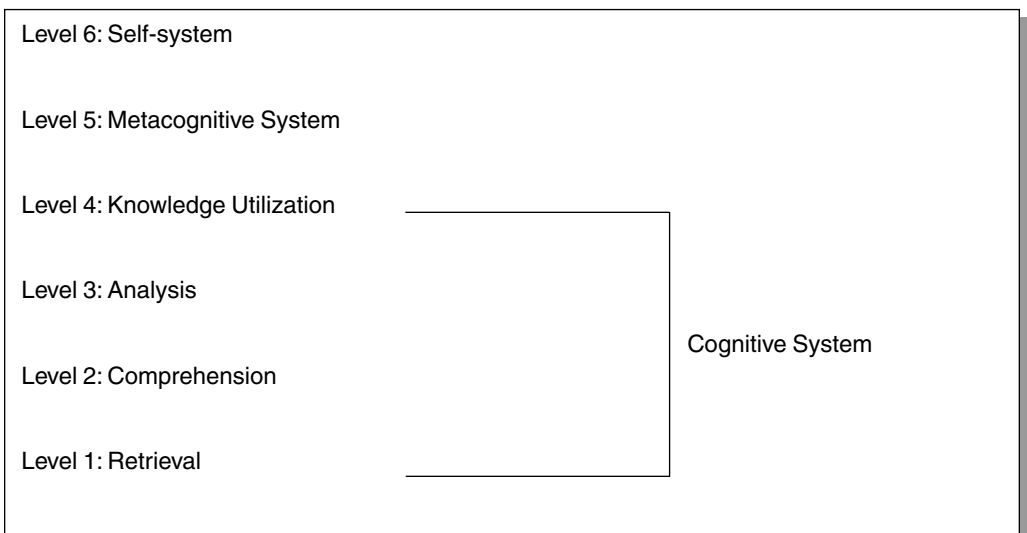 Level 6: Self-system
Level 5: Metacognitive System
Level 4: Knowledge Utilization
Level 3: Analysis
Cognitive System
Level 2: Comprehension
Level 1: Retrieval